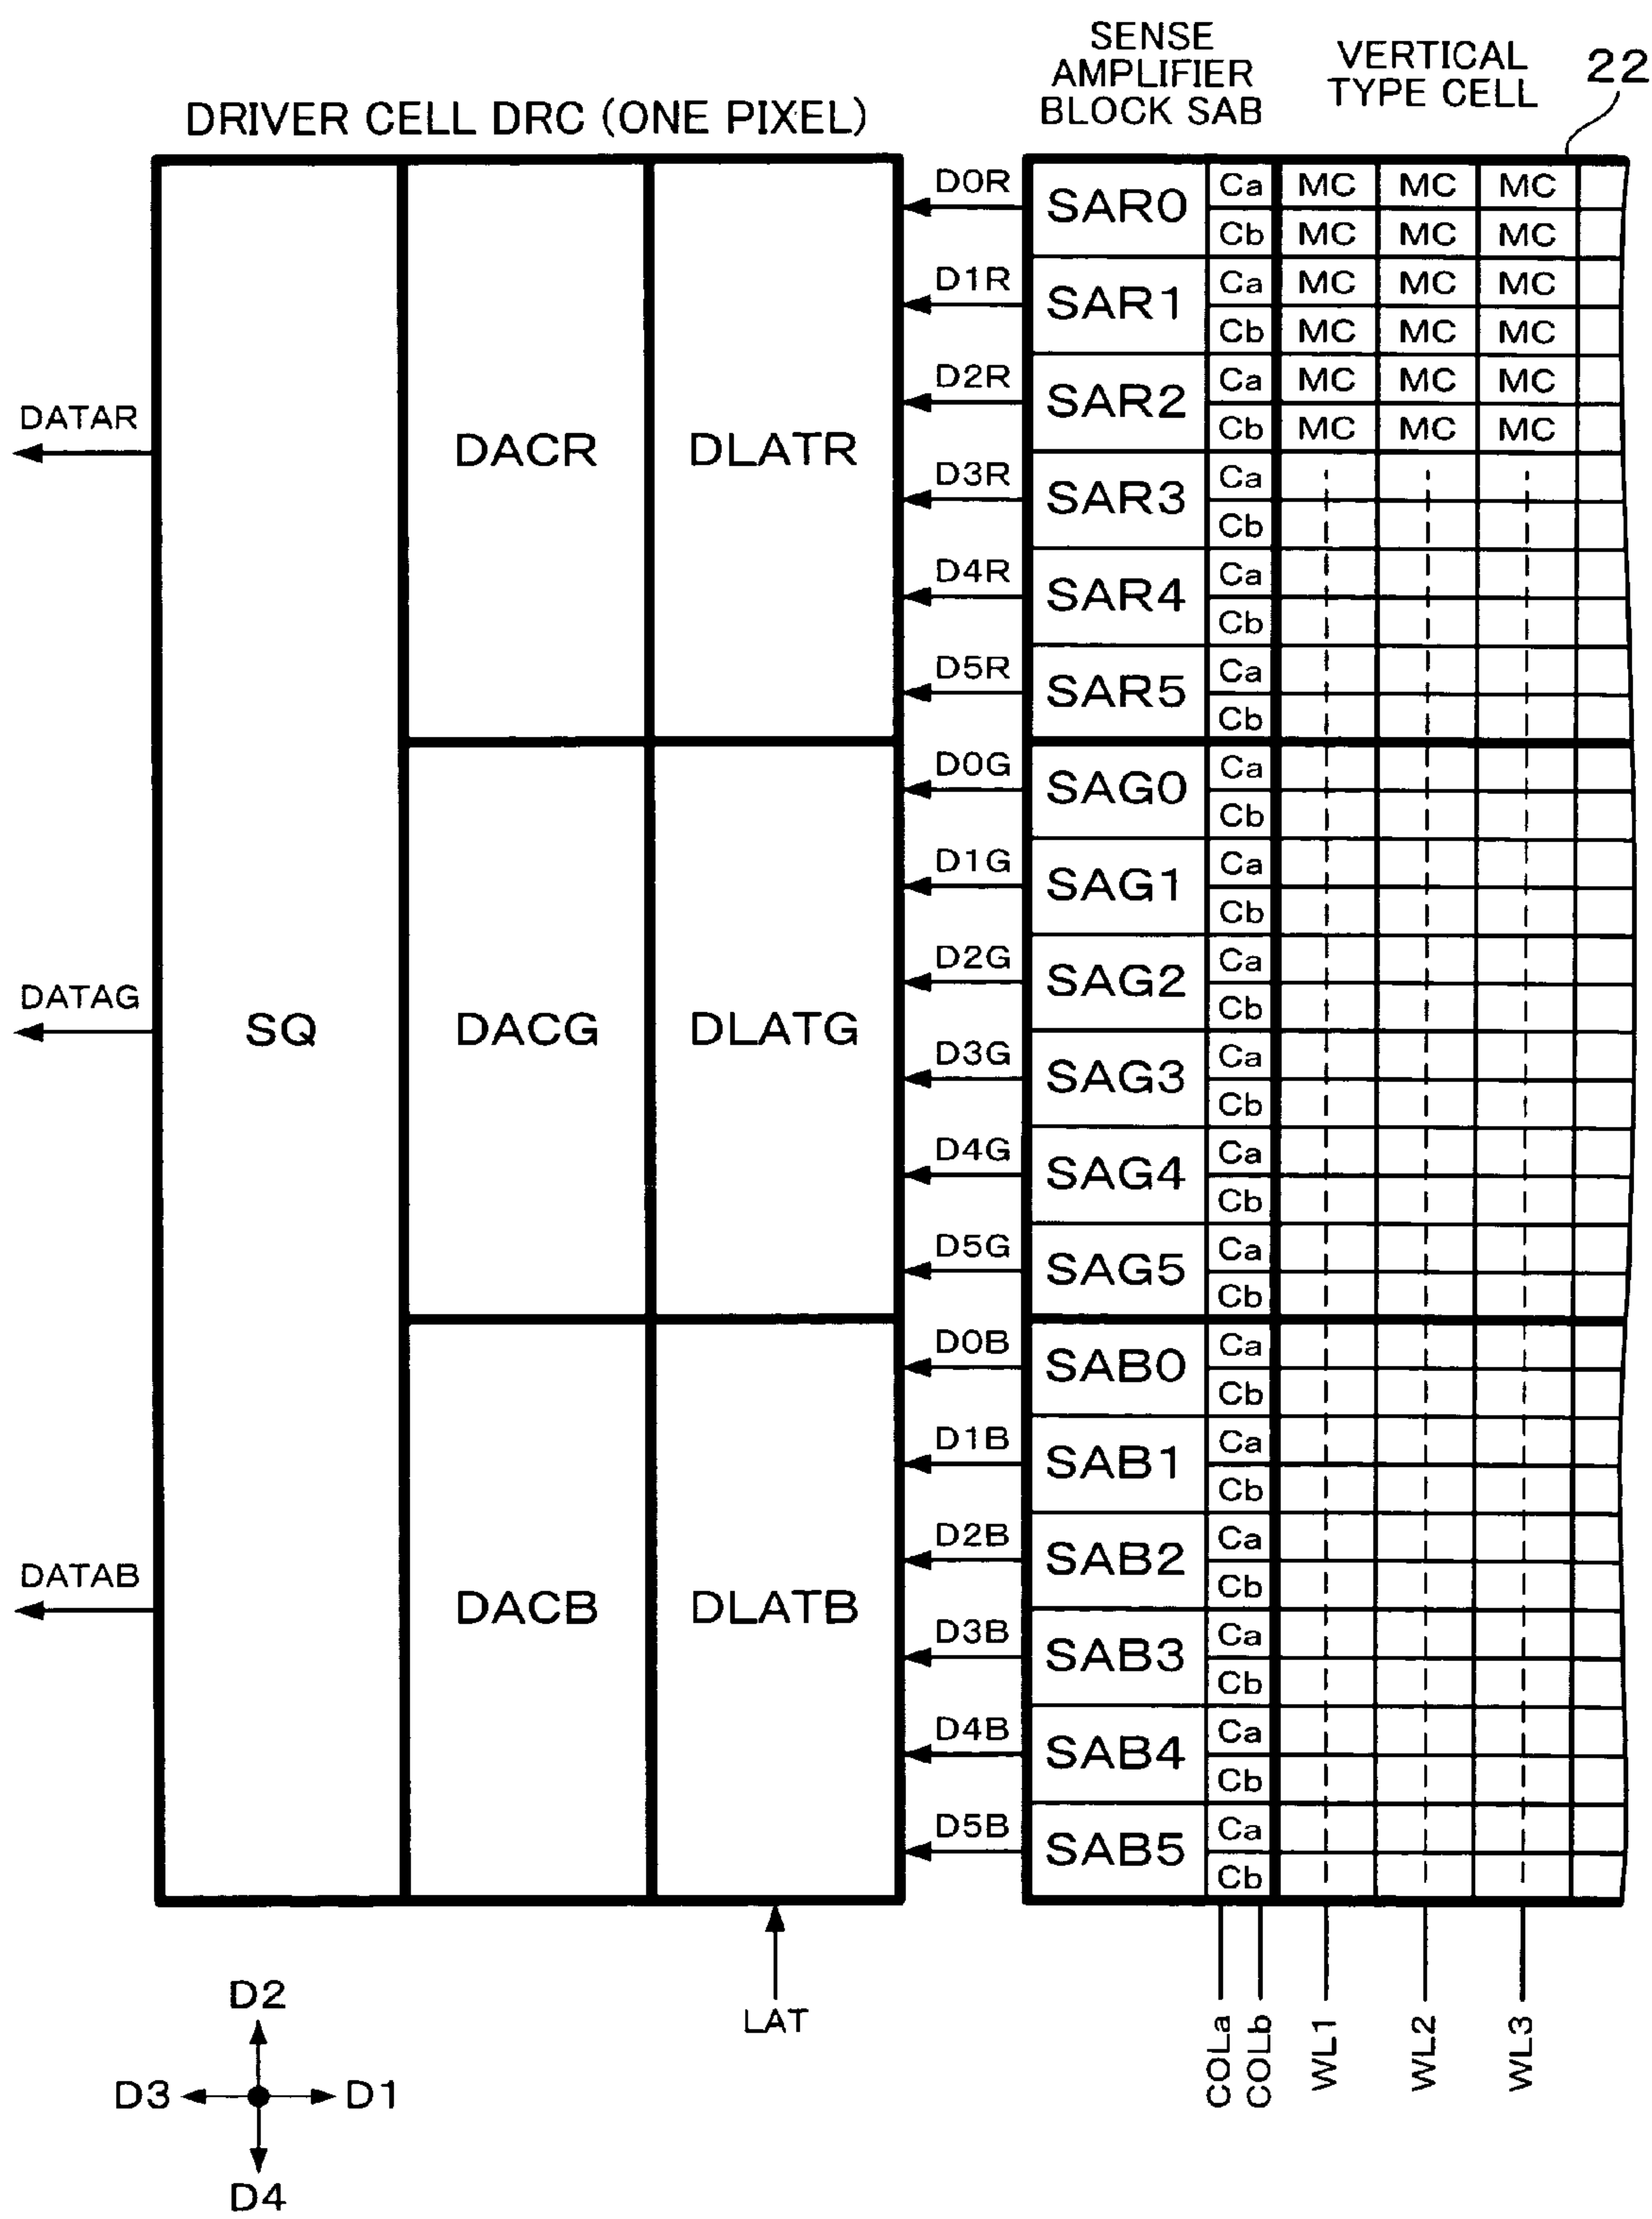 SENSE
AMPLIFIER
BLOCK SAB
VERTICAL
TYPE CELL
22
DRIVER CELL DRC (ONE PIXEL)
D0R
SAR0
Ca MC MC MC
Cb MC MC MC
D1R
SAR1
Ca MC MC MC
Cb MC MC MC
D2R
SAR2
Ca MC MC MC
Cb MC MC MC
DATAR
DACR
DLATR
D3R
SAR3
Ca
Cb
D4R
SAR4
Ca
Cb
D5R
SAR5
Ca
Cb
D0G
SAG0
Ca
Cb
D1G
SAG1
Ca
Cb
D2G
SAG2
Ca
Cb
DATAG
SQ
DACG
DLATG
D3G
SAG3
Ca
Cb
D4G
SAG4
Ca
Cb
D5G
SAG5
Ca
Cb
D0B
SAB0
Ca
Cb
D1B
SAB1
Ca
Cb
D2B
SAB2
Ca
Cb
DATAB
DACB
DLATB
D3B
SAB3
Ca
Cb
D4B
SAB4
Ca
Cb
D5B
SAB5
Ca
Cb
LAT
COLa
COLb
WL1
WL2
WL3
D2
D3
D1
D4